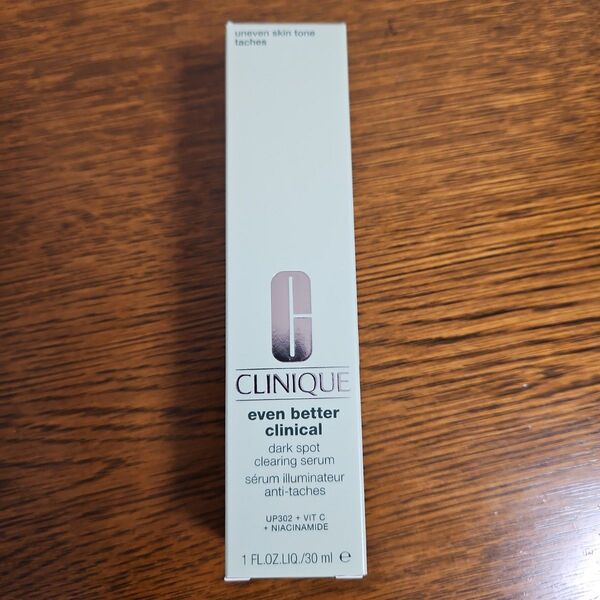 uneven skin tone
taches
CLINIQUE
even better
clinical
dark spot
clearing serum
sérum illuminateur
anti-taches
UP302 + VIT C
+ NIACINAMIDE
1 FL.OZ.LIQ./30 ml ℮